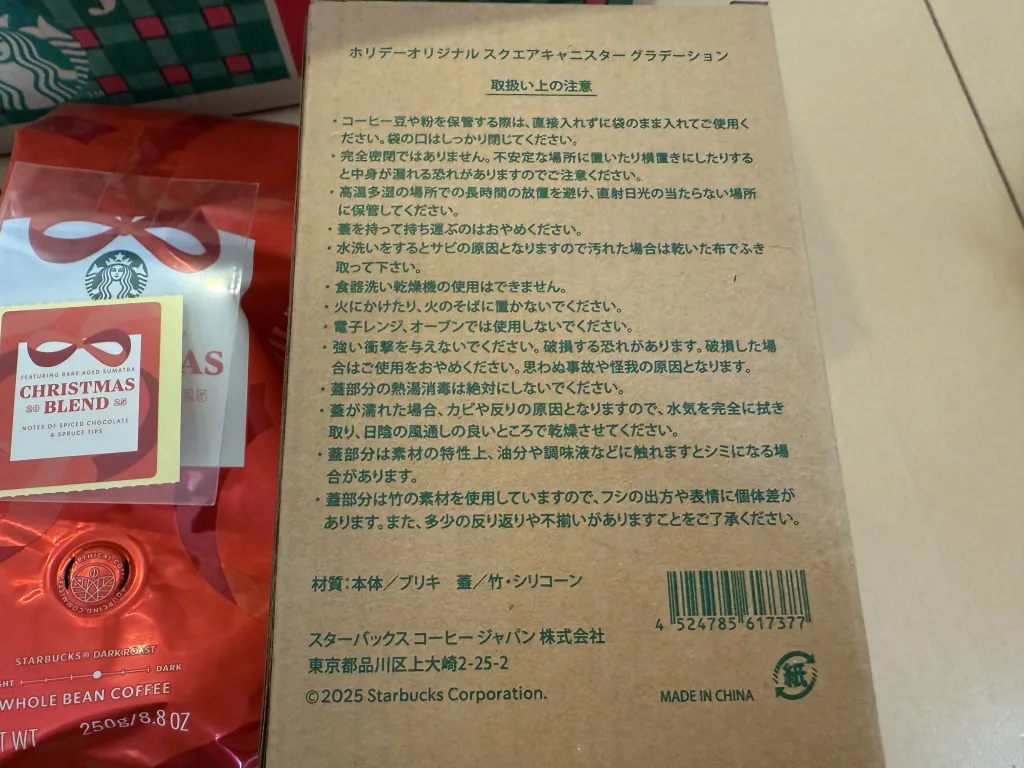 ホリデーオリジナル スクエアキャニスター グラデーション
取扱い上の注意
・コーヒー豆や粉を保管する際は、直接入れずに袋のまま入れてご使用く
ださい。袋の口はしっかり閉じてください。
・完全密閉ではありません。不安定な場所に置いたり横置きにしたりする
と中身が漏れる恐れがありますのでご注意ください。
・高温多湿の場所での長時間の放置を避け、直射日光の当たらない場所
に保管してください。
・蓋を持って持ち運ぶのはおやめください。
・水洗いをするとサビの原因となりますので汚れた場合は乾いた布でふき
取って下さい。
・食器洗い乾燥機の使用はできません。
・火にかけたり、火のそばに置かないでください。
・電子レンジ、オーブンでは使用しないでください。
・強い衝撃を与えないでください。破損する恐れがあります。破損した場
合はご使用をおやめください。思わぬ事故や怪我の原因となります。
・蓋部分の熱湯消毒は絶対にしないでください。
・蓋が濡れた場合、カビや反りの原因となりますので、水気を完全に拭き
取り、日陰の風通しの良いところで乾燥させてください。
・蓋部分は素材の特性上、油分や調味液などに触れますとシミになる場
合があります。
・蓋部分は竹の素材を使用していますので、フシの出方や表情に個体差が
あります。また、多少の反り返りや不揃いがありますことをご了承ください。
材質：本体／ブリキ　蓋／竹・シリコーン
スターバックス コーヒー ジャパン 株式会社
東京都品川区上大崎2-25-2
©2025 Starbucks Corporation.
4 524785 617377
MADE IN CHINA
紙
FEATURING RARE AGED SUMATRA
CHRISTMAS
20 BLEND 25
NOTES OF SPICED CHOCOLATE
& SPRUCE TIPS
AS
25
STARBUCKS® DARK ROAST
DARK
WHOLE BEAN COFFEE
250g/8.8 OZ